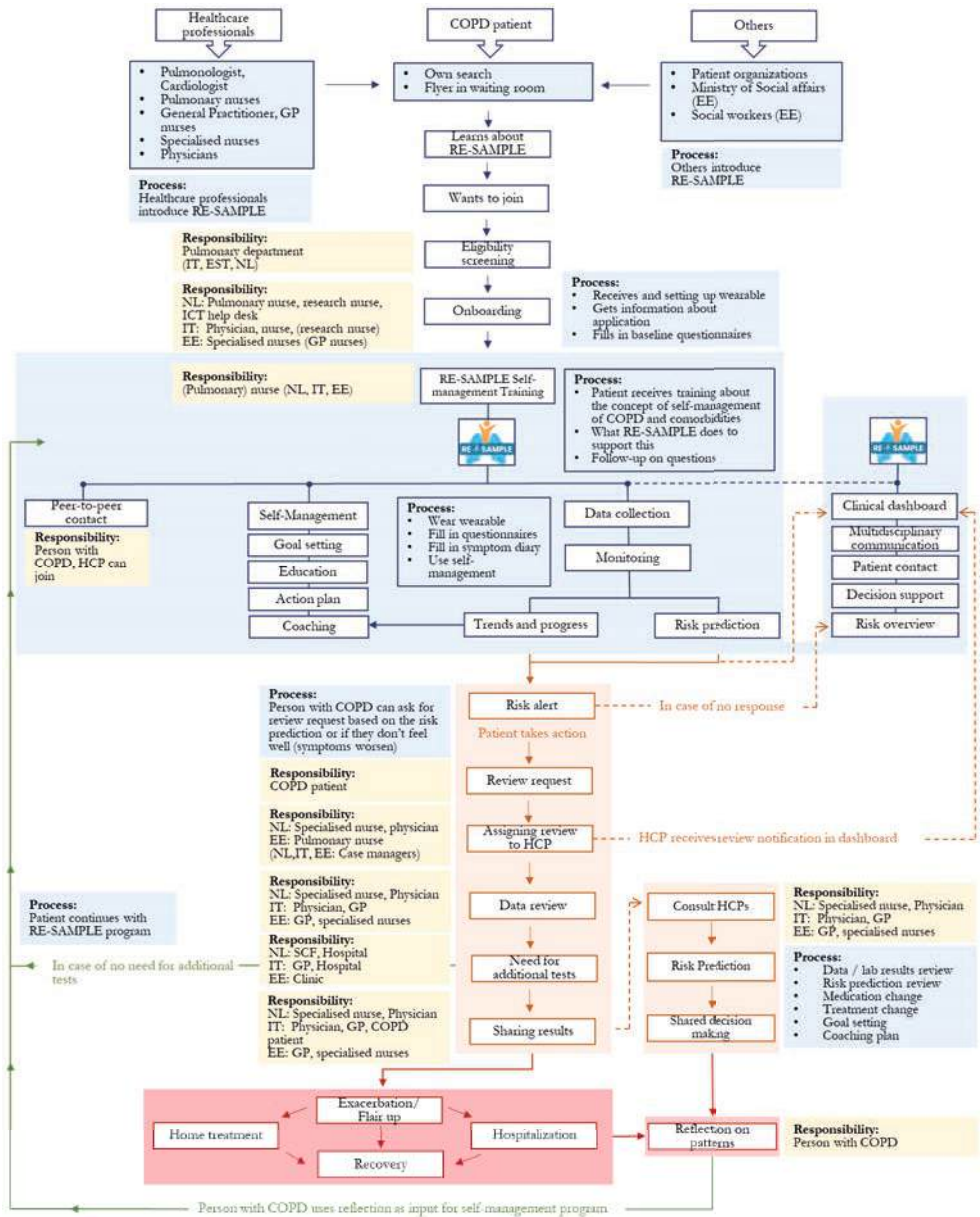 Healthcare
professionals
COPD patient
Others
• Pulmonologist,
Cardiologist
• Pulmonary nurses
• General Practitioner, GP
nurses
• Specialised nurses
• Physicians
• Own search
• Flyer in waiting room
• Patient organizations
• Ministry of Social affairs
(EE)
• Social workers (EE)
Process:
Healthcare professionals
introduce RE-SAMPLE
Learns about
RE-SAMPLE
Process:
Others introduce
RE-SAMPLE
Wants to join
Responsibility:
Pulmonary department
(IT, EST, NL)
Eligibility
screening
Responsibility:
NL: Pulmonary nurse, research nurse,
ICT help desk
IT: Physician, nurse, (research nurse)
EE: Specialised nurses (GP nurses)
Onboarding
Process:
• Receives and setting up wearable
• Gets information about
application
• Fills in baseline questionnaires
Responsibility:
(Pulmonary) nurse (NL, IT, EE)
RE-SAMPLE Self-
management Training
Process:
• Patient receives training about
the concept of self-management
of COPD and comorbidities
• What RE-SAMPLE does to
support this
• Follow-up on questions
RE-SAMPLE
RE-SAMPLE
Peer-to-peer
contact
Responsibility:
Person with
COPD, HCP can
join
Self-Management
Goal setting
Education
Action plan
Coaching
Process:
• Wear wearable
• Fill in questionnaires
• Fill in symptom diary
• Use self-
management
Data collection
Monitoring
Trends and progress
Risk prediction
Clinical dashboard
Multidisciplinary
communication
Patient contact
Decision support
Risk overview
Process:
Person with COPD can ask for
review request based on the risk
prediction or if they don't feel
well (symptoms worsen)
Risk alert
In case of no response
Patient takes action
Responsibility:
COPD patient
Review request
Responsibility:
NL: Specialised nurse, physician
EE: Pulmonary nurse
(NL,IT, EE: Case managers)
Assigning review
to HCP
HCP receives review notification in dashboard
Responsibility:
NL: Specialised nurse, Physician
IT: Physician, GP
EE: GP, specialised nurses
Data review
Consult HCPs
Responsibility:
NL: Specialised nurse, Physician
IT: Physician, GP
EE: GP, specialised nurses
Process:
Patient continues with
RE-SAMPLE program
In case of no need for additional
tests
Responsibility:
NL: SCF, Hospital
IT: GP, Hospital
EE: Clinic
Need for
additional tests
Risk Prediction
Process:
• Data / lab results review
• Risk prediction review
• Medication change
• Treatment change
• Goal setting
• Coaching plan
Responsibility:
NL: Specialised nurse, Physician
IT: Physician, GP, COPD
patient
EE: GP, specialised nurses
Sharing results
Shared decision
making
Exacerbation/
Flair up
Home treatment
Hospitalization
Recovery
Reflection on
patterns
Responsibility:
Person with COPD
Person with COPD uses reflection as input for self-management program